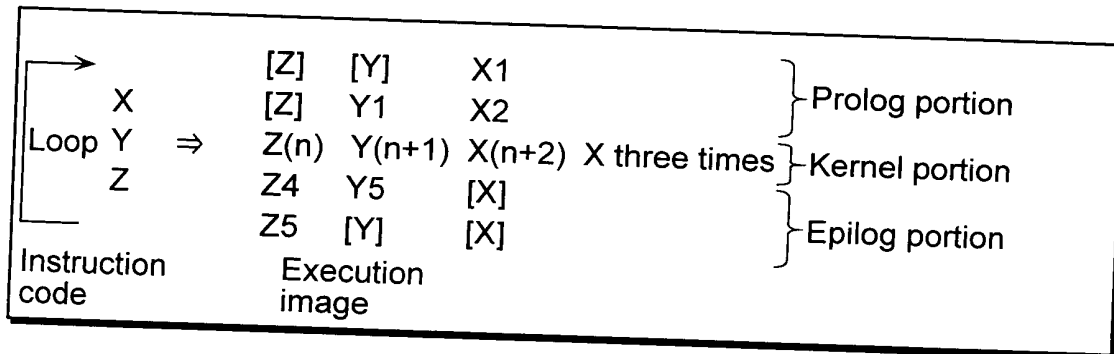 [Z] [Y] X1
X [Z] Y1 X2 Prolog portion
Loop Y ⇒ Z(n) Y(n+1) X(n+2) X three times Kernel portion
Z Z4 Y5 [X]
Z5 [Y] [X] Epilog portion
Instruction Execution
code image